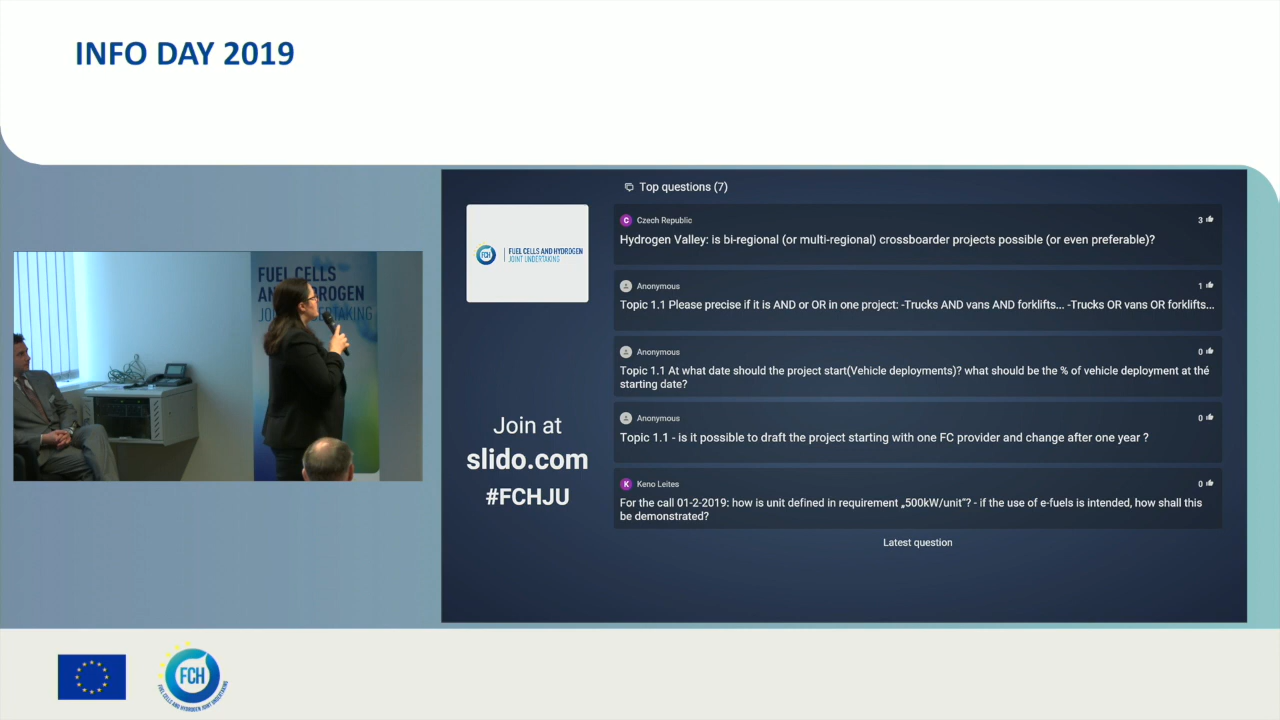 INFO DAY 2019
FUEL CELLS
JOINT UNDERTAKING
Top questions (7)
FCH
FUEL CELLS AND HYDROGEN
JOINT UNDERTAKING
Join at
slido.com
#FCHJU
C Czech Republic 3
Hydrogen Valley: is bi-regional (or multi-regional) crossboarder projects possible (or even preferable)?
Anonymous 1
Topic 1.1 Please precise if it is AND or OR in one project: -Trucks AND vans AND forklifts... -Trucks OR vans OR forklifts...
Anonymous 0
Topic 1.1 At what date should the project start(Vehicle deployments)? what should be the % of vehicle deployment at thé
starting date?
Anonymous 0
Topic 1.1 - is it possible to draft the project starting with one FC provider and change after one year ?
K Keno Leites 0
For the call 01-2-2019: how is unit defined in requirement „500kW/unit“? - if the use of e-fuels is intended, how shall this
be demonstrated?
Latest question
FCH
FUEL CELLS AND HYDROGEN JOINT UNDERTAKING